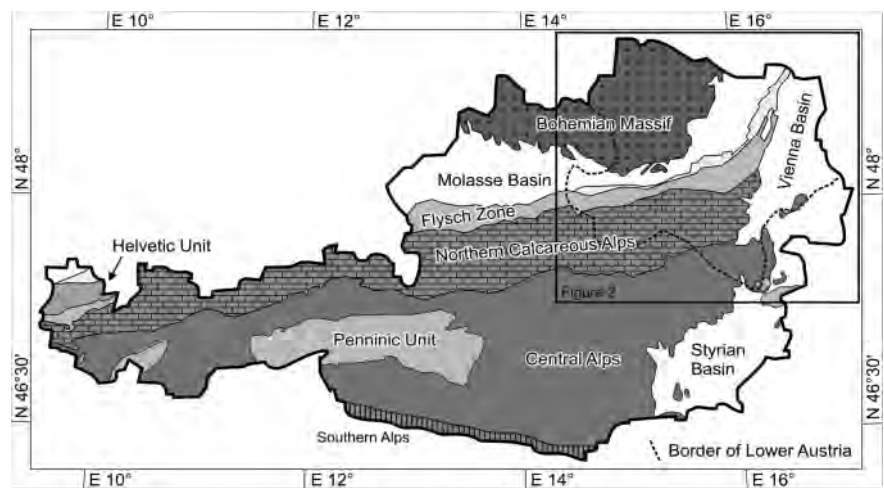 E 10°
E 12°
E 14°
E 16°
N 48°
N 48°
Bohemian Massif
Vienna Basin
Molasse Basin
Flysch Zone
Helvetic Unit
Northern Calcareous Alps
Figure 2
Penninic Unit
Central Alps
Styrian
Basin
N 46°30'
N 46°30'
Southern Alps
Border of Lower Austria
E 10°
E 12°
E 14°
E 16°